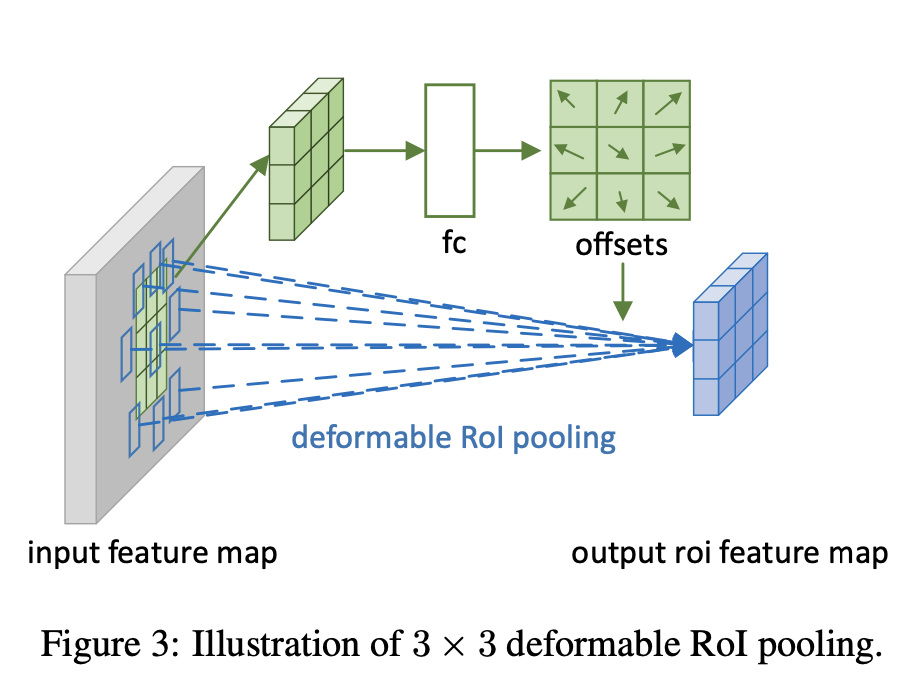 fc
offsets
deformable RoI pooling
input feature map
output roi feature map
Figure 3: Illustration of 3 × 3 deformable RoI pooling.